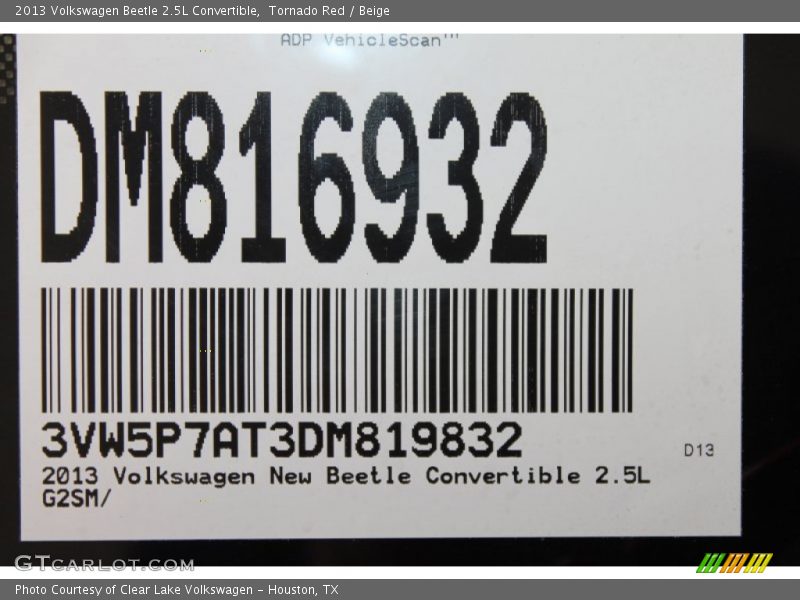 2013 Volkswagen Beetle 2.5L Convertible,  Tornado Red / Beige
ADP VehicleScan™
DM816932
3VW5P7AT3DM819832
D13
2013 Volkswagen New Beetle Convertible 2.5L
G2SM/
GTCARLOT.COM
Photo Courtesy of Clear Lake Volkswagen – Houston, TX